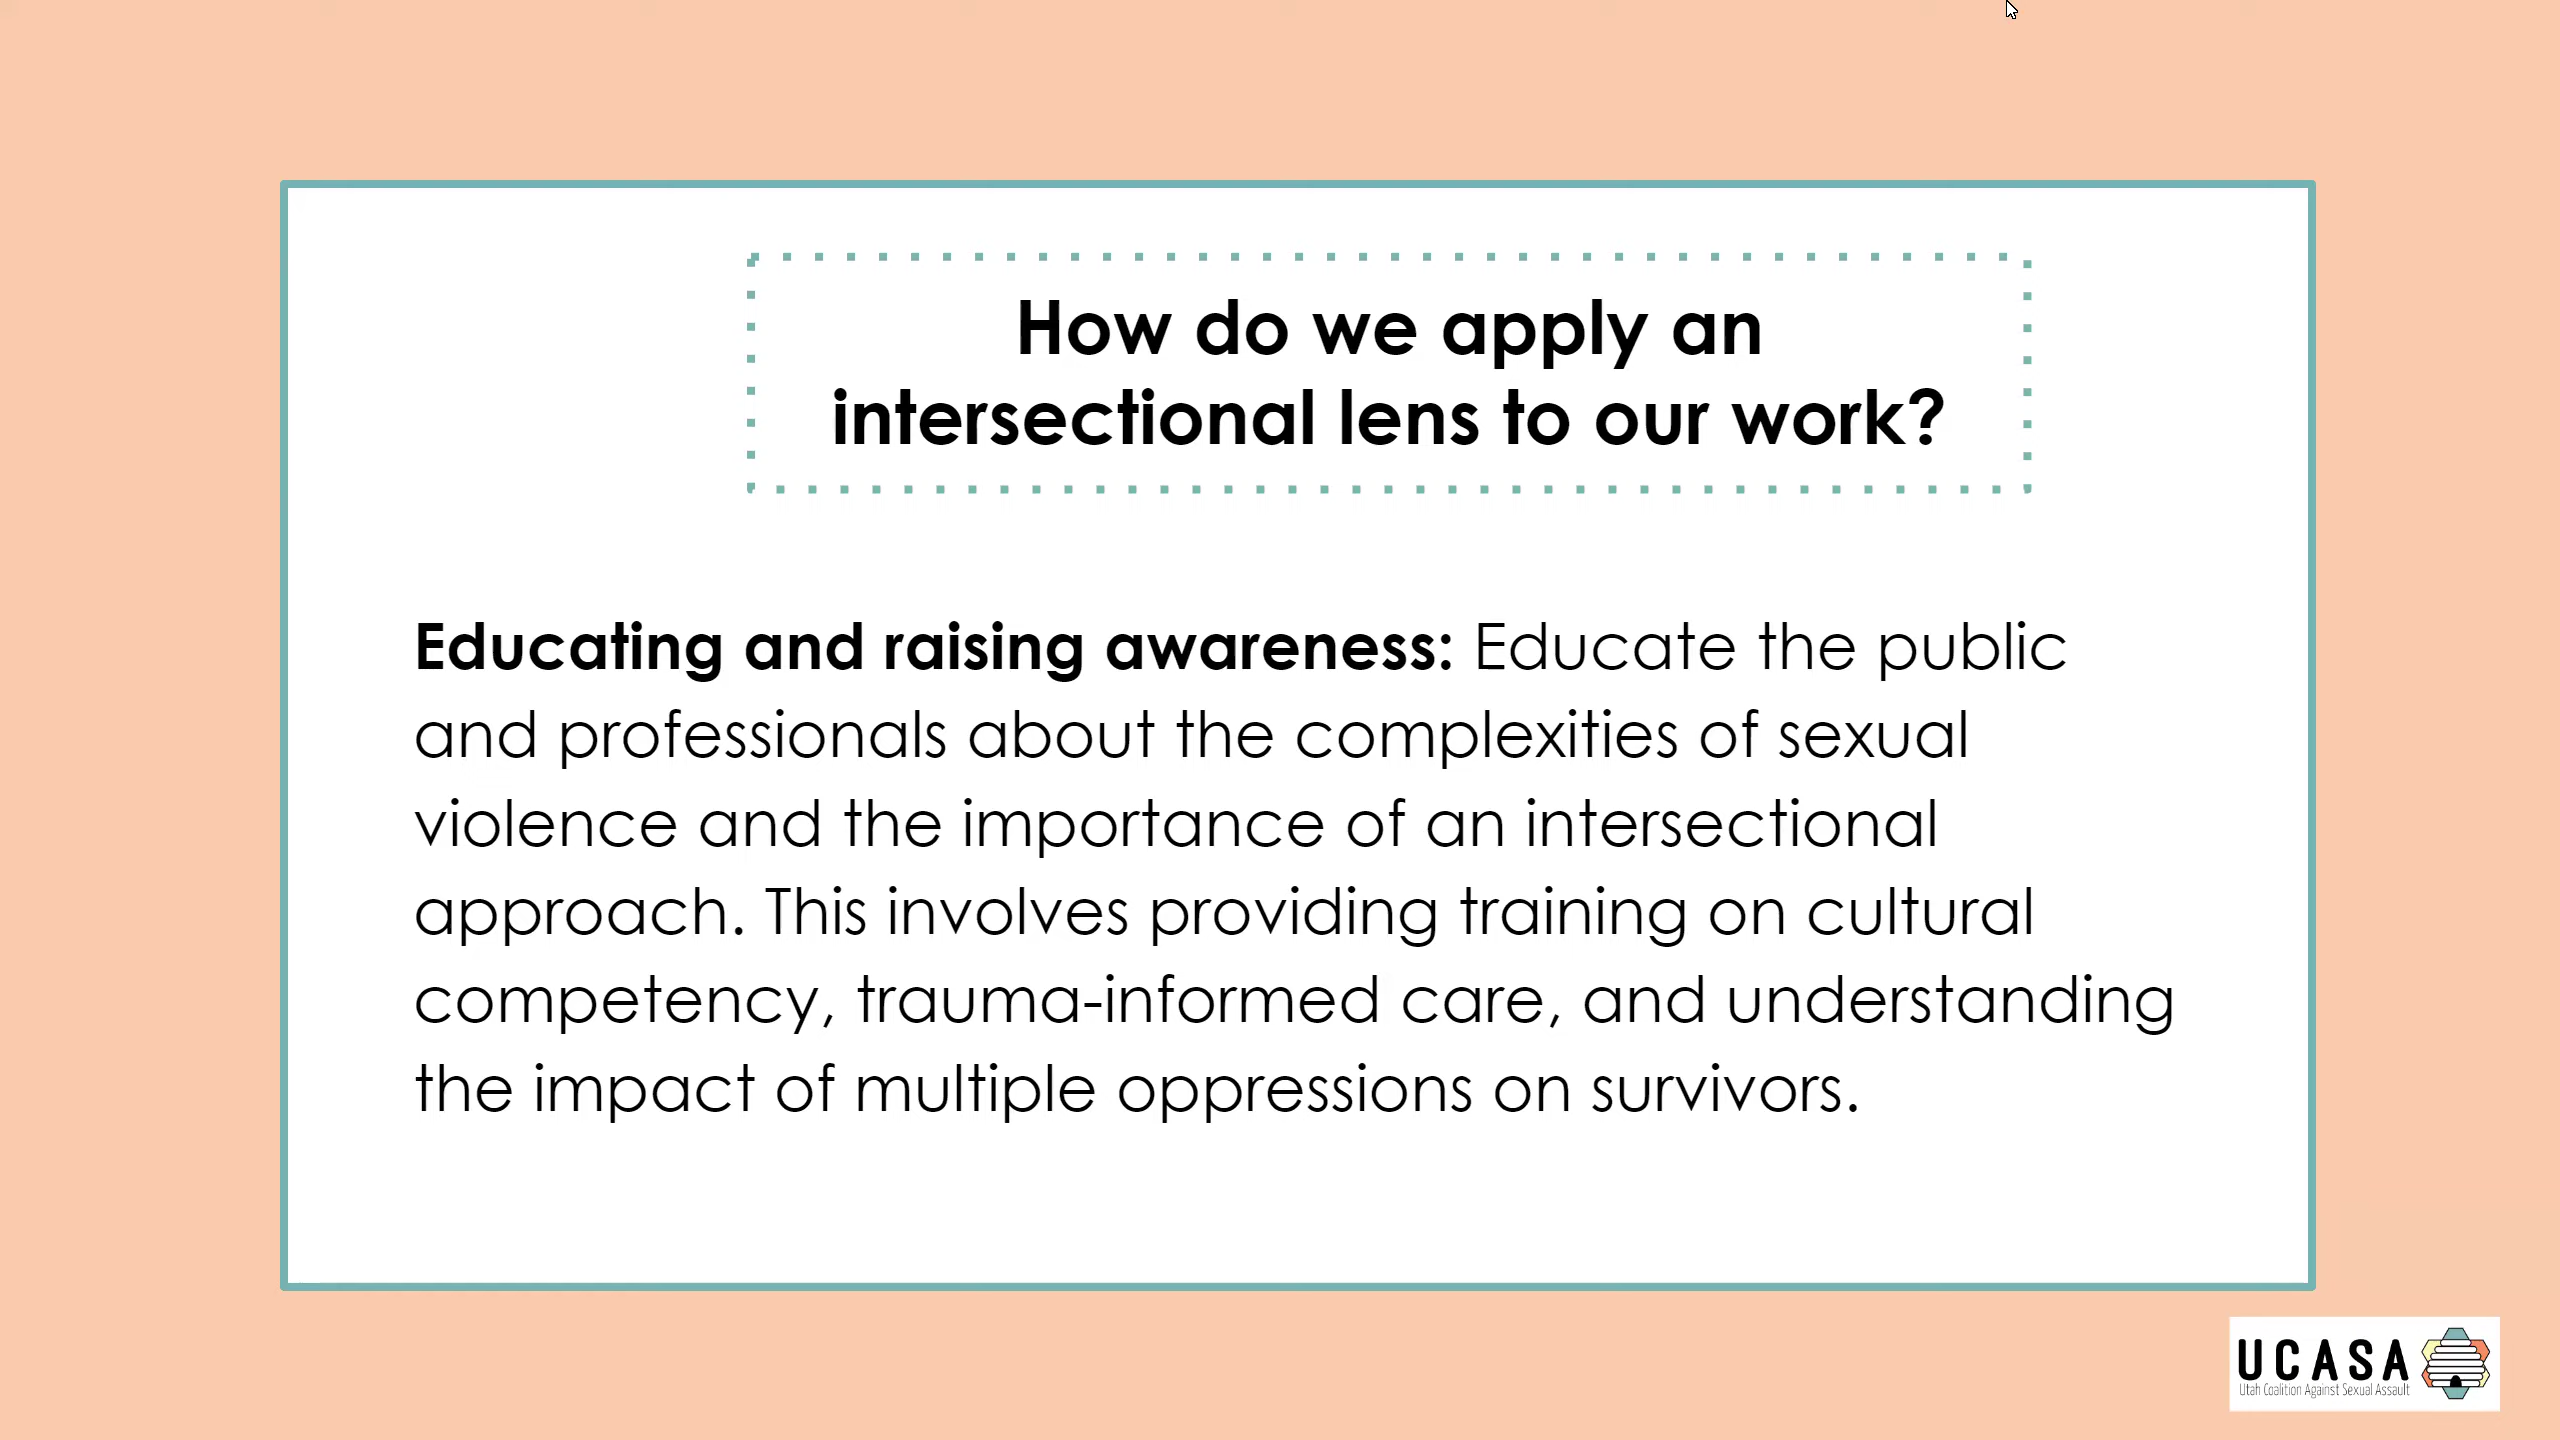 How do we apply an
intersectional lens to our work?
Educating and raising awareness: Educate the public
and professionals about the complexities of sexual
violence and the importance of an intersectional
approach. This involves providing training on cultural
competency, trauma-informed care, and understanding
the impact of multiple oppressions on survivors.
UCASA
Utah Coalition Against Sexual Assault